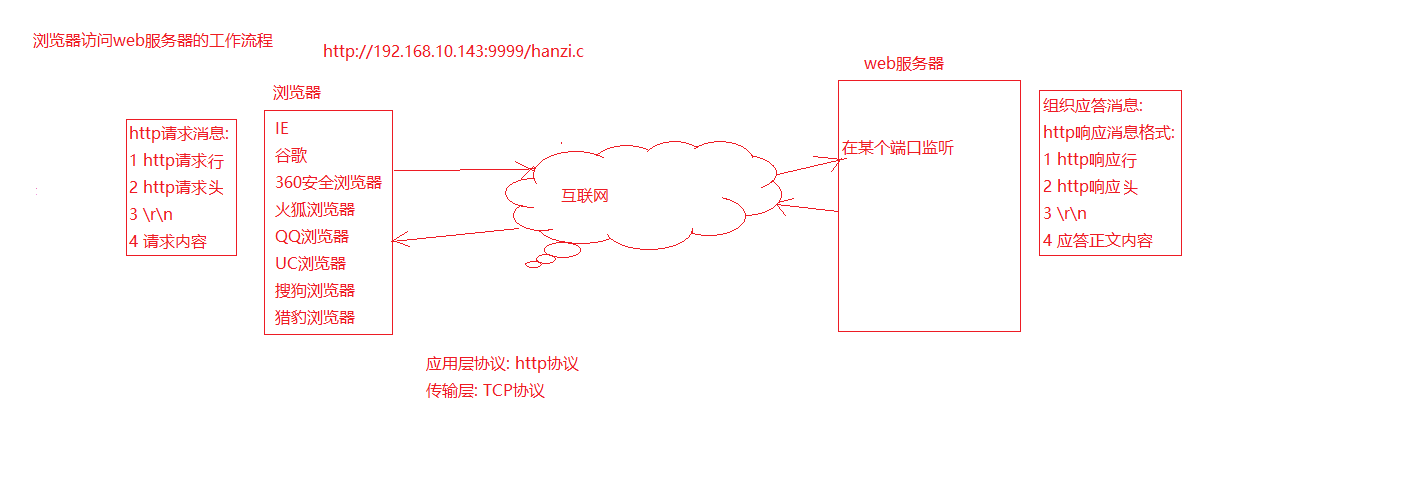 浏览器访问web服务器的工作流程
http://192.168.10.143:9999/hanzi.c
浏览器
web服务器
http请求消息:
1 http请求行
2 http请求头
3 \r\n
4 请求内容
IE
谷歌
360安全浏览器
火狐浏览器
QQ浏览器
UC浏览器
搜狗浏览器
猎豹浏览器
互联网
在某个端口监听
组织应答消息:
http响应消息格式:
1 http响应行
2 http响应头
3 \r\n
4 应答正文内容
应用层协议: http协议
传输层: TCP协议